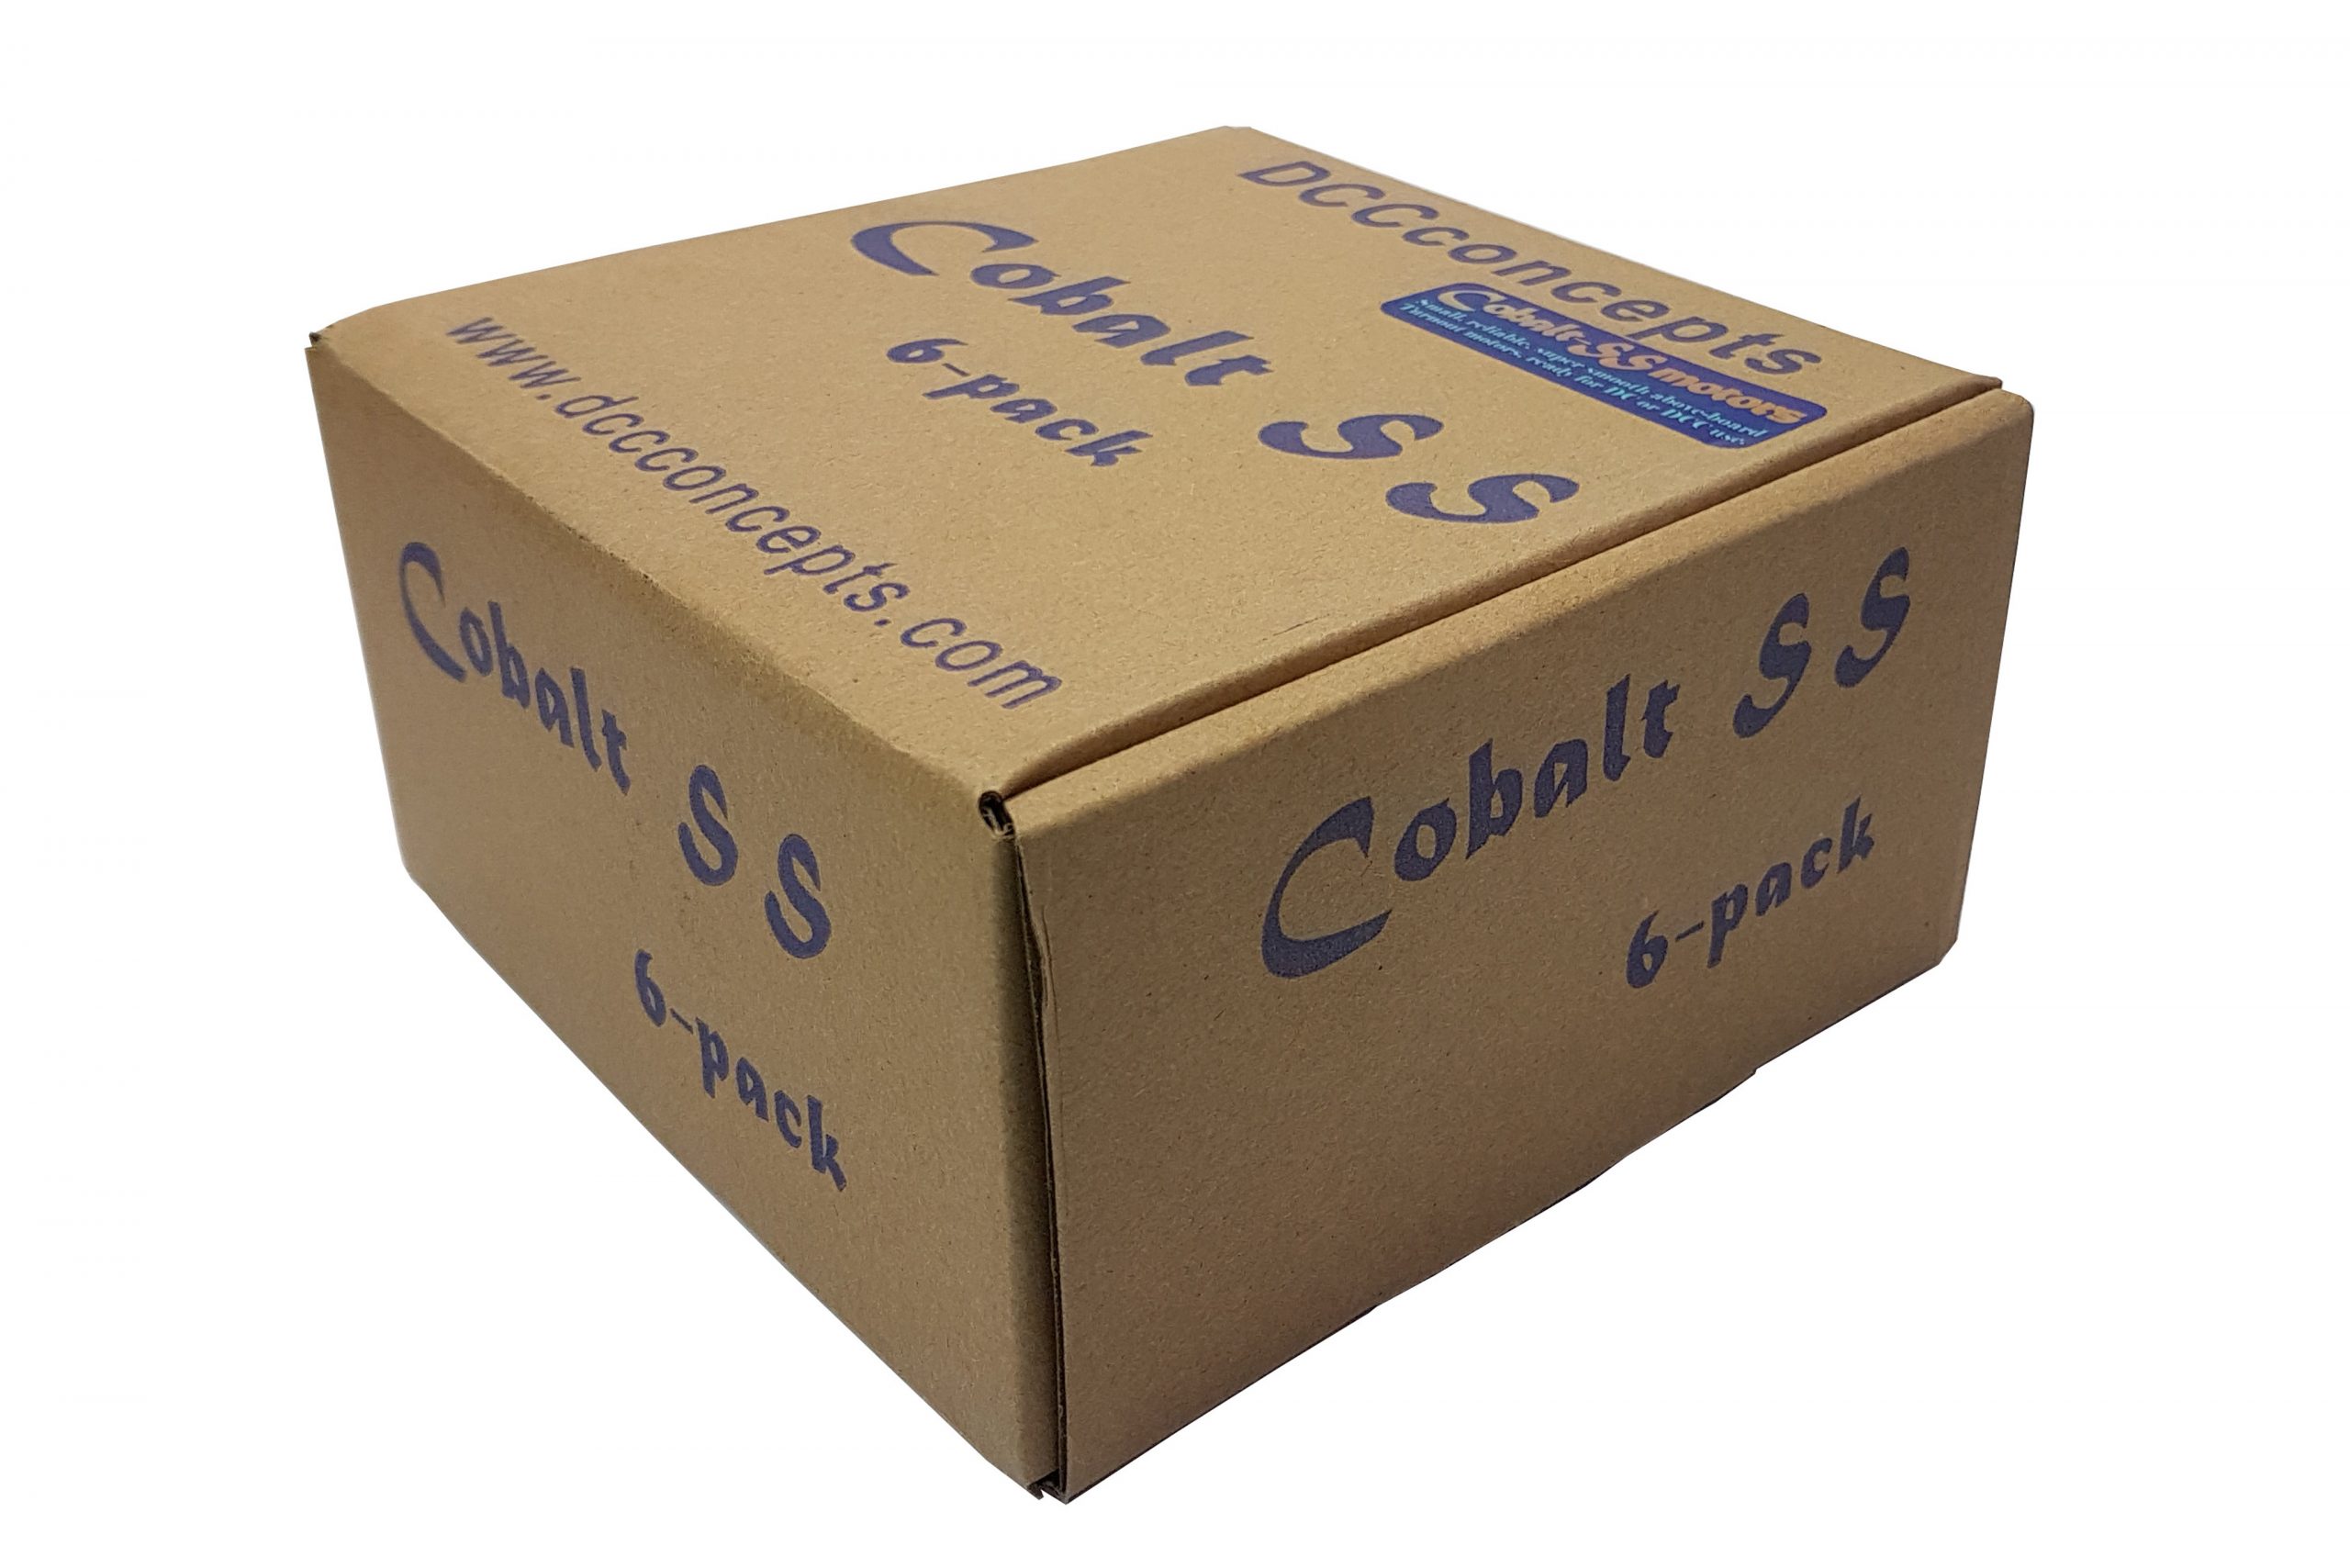 DCCconcepts
Cobalt-SS motors
Small, reliable, super smooth above-board
Turnout motors, ready for DC or DCC use.
Cobalt SS
6-pack
www.dccconcepts.com
Cobalt SS
6-pack
Cobalt SS
6-pack